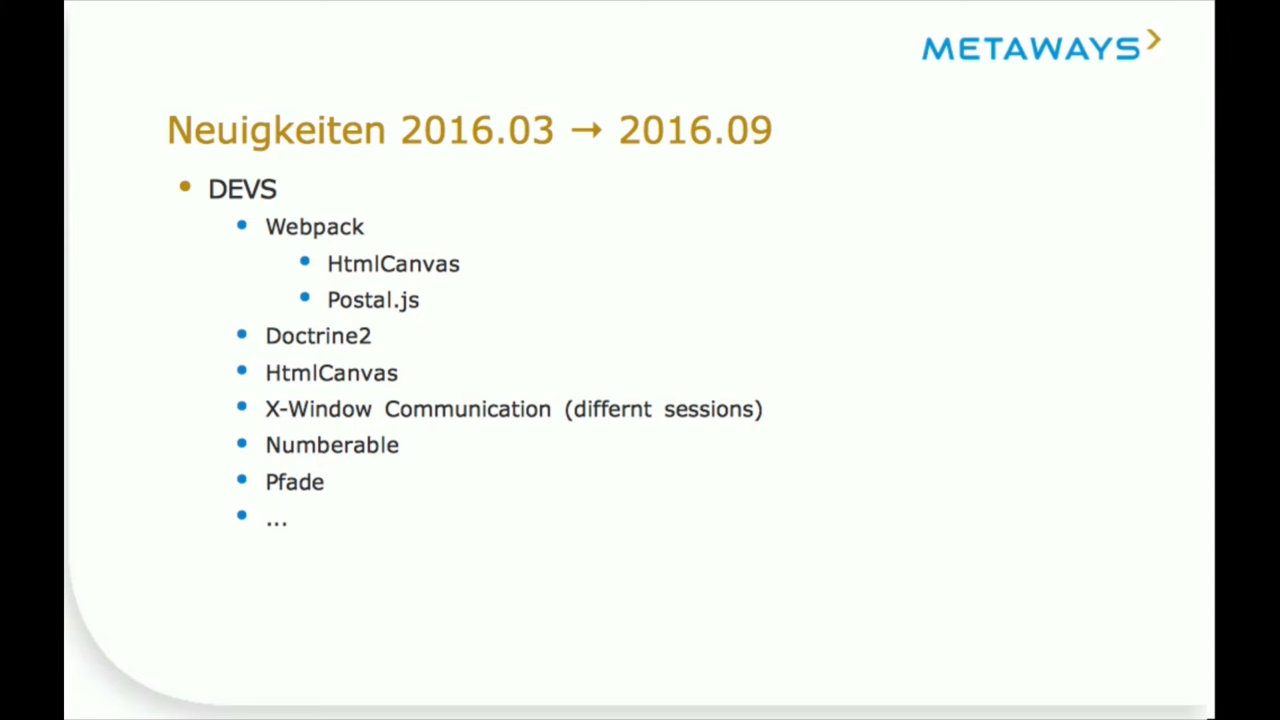 METAWAYS
Neuigkeiten 2016.03 → 2016.09
• DEVS
• Webpack
• HtmlCanvas
• Postal.js
• Doctrine2
• HtmlCanvas
• X-Window Communication (differnt sessions)
• Numberable
• Pfade
• ...